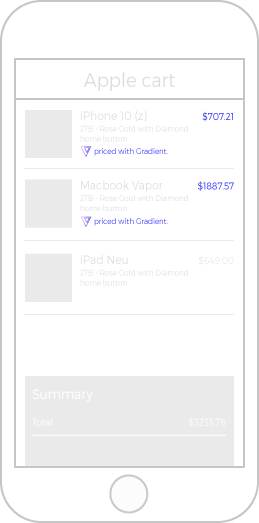 Apple cart
iPhone 10 (z)
$707.21
2TB - Rose Gold with Diamond
home button
priced with Gradient.
Macbook Vapor
$1887.57
2TB - Rose Gold with Diamond
home button
priced with Gradient.
iPad Neu
$649.00
2TB - Rose Gold with Diamond
home button
Summary
Total
$3235.78